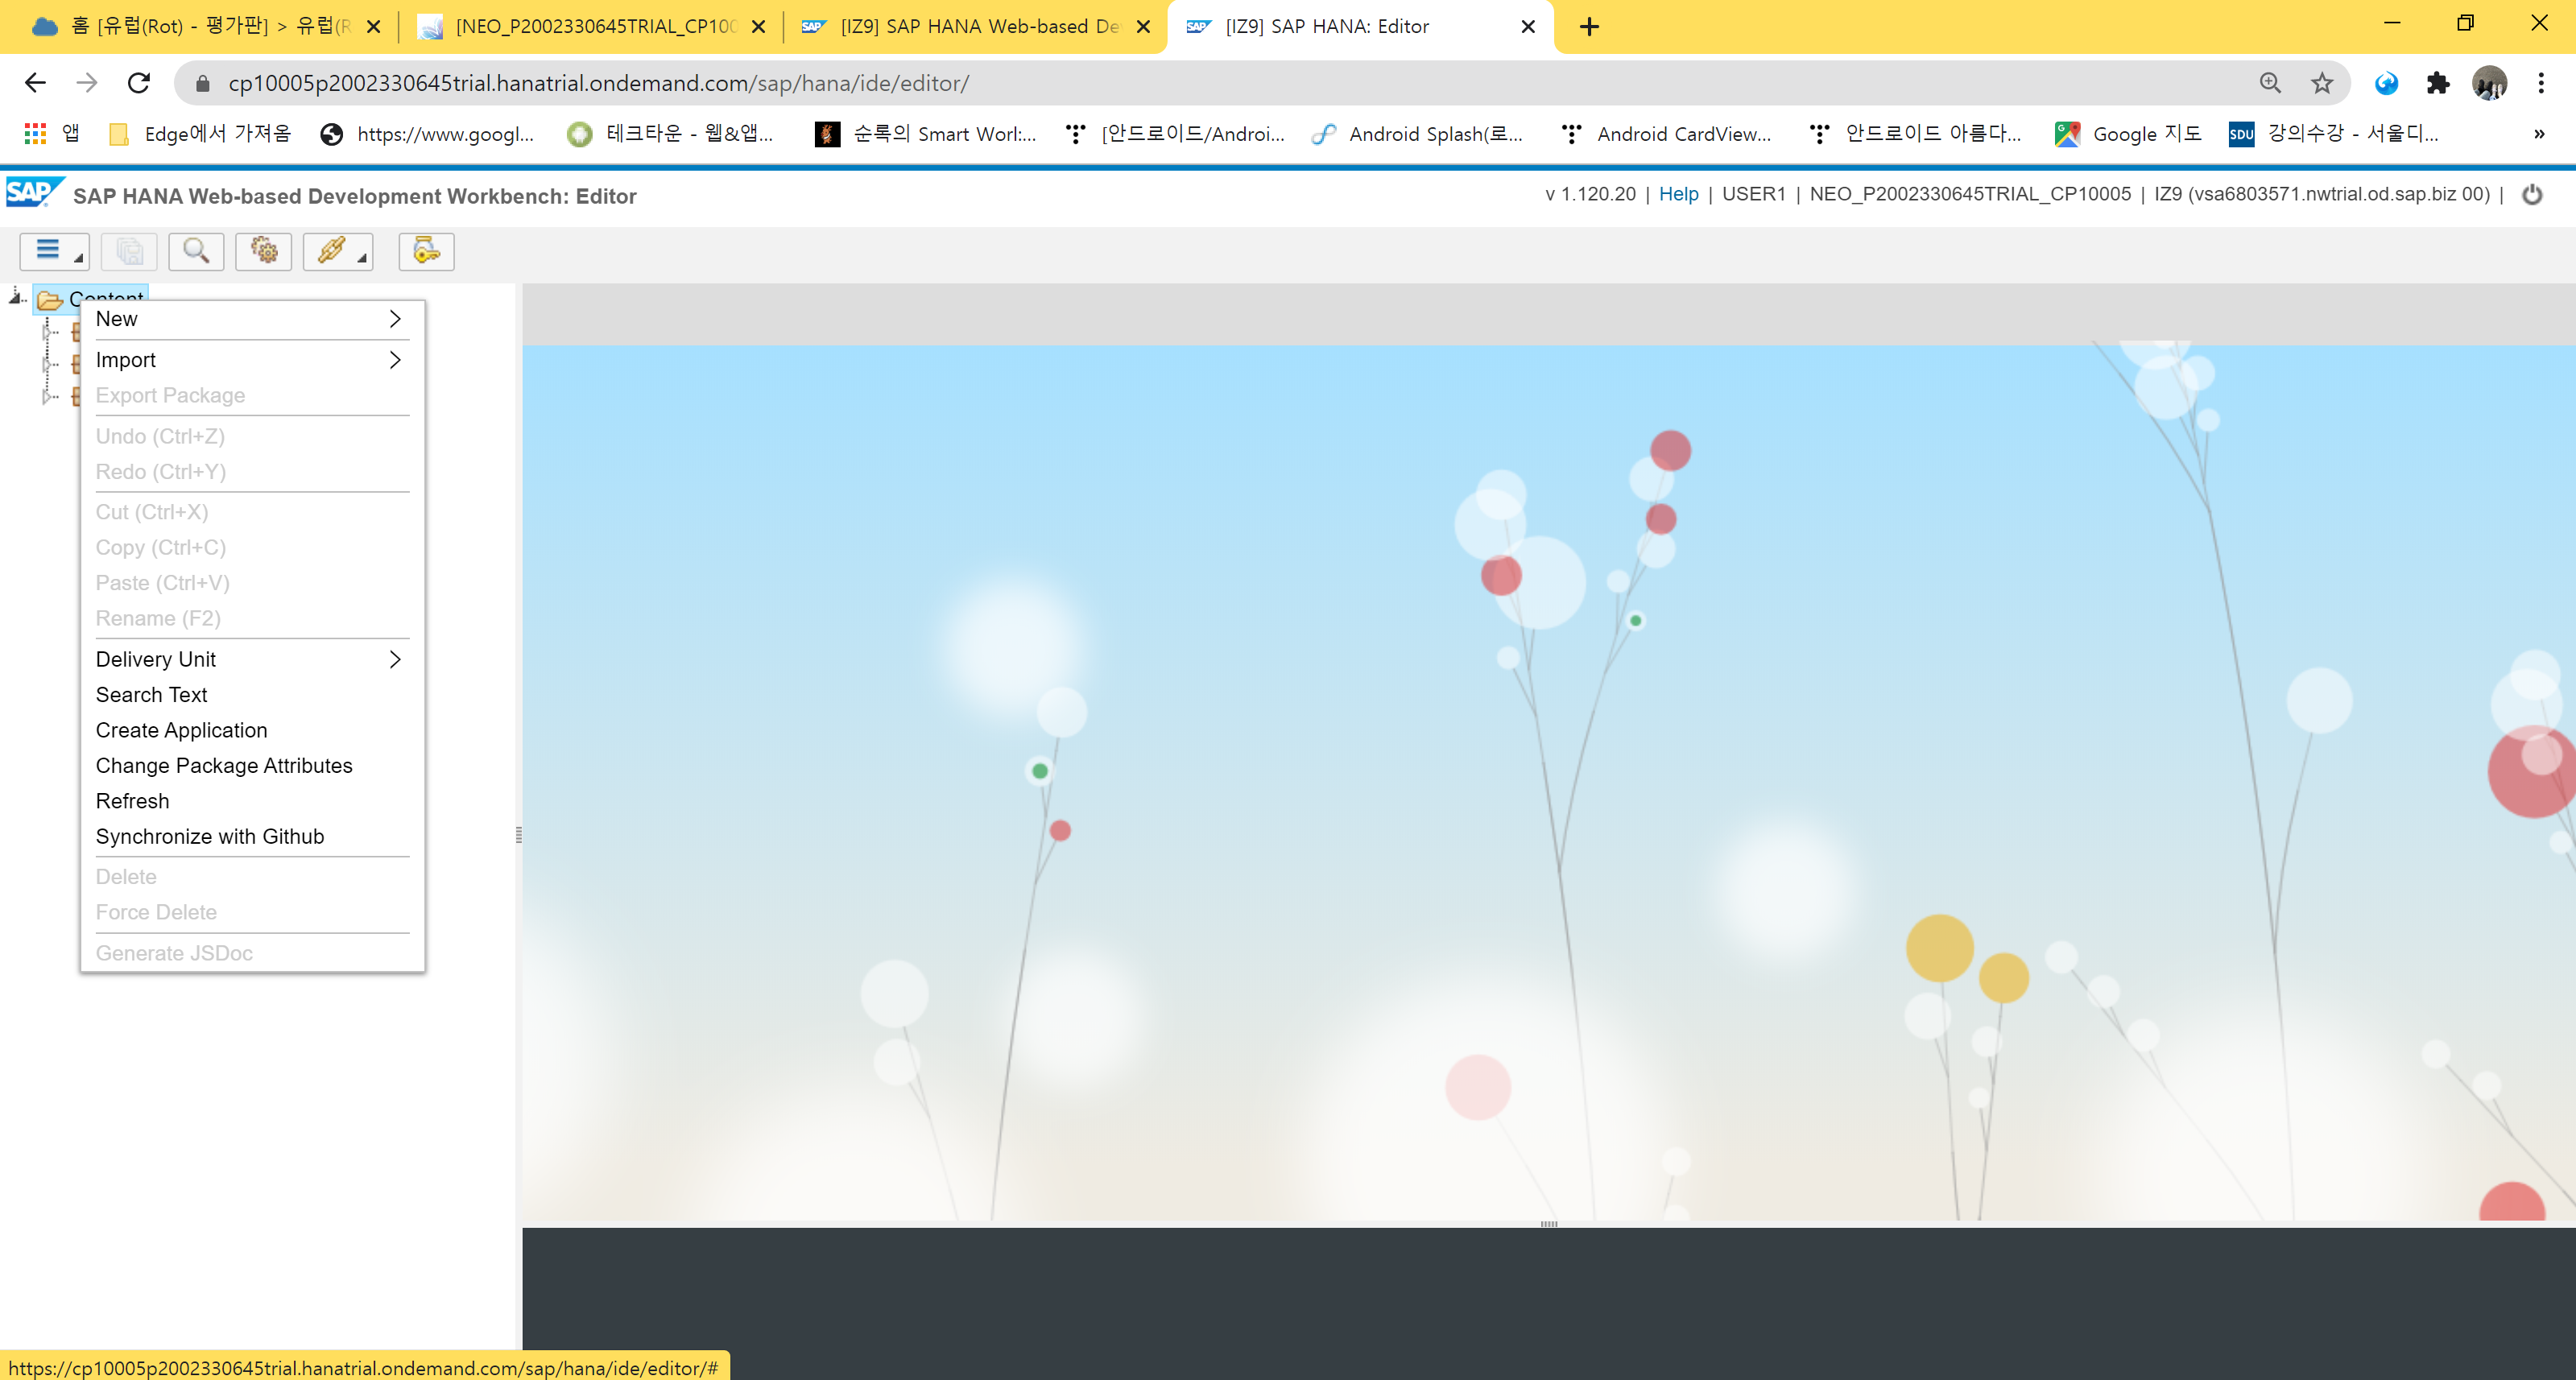 홈 [유럽(Rot) - 평가판] > 유럽(R
[NEO_P2002330645TRIAL_CP100
[IZ9] SAP HANA Web-based De
[IZ9] SAP HANA: Editor
cp10005p2002330645trial.hanatrial.ondemand.com/sap/hana/ide/editor/
앱
Edge에서 가져옴
https://www.googl...
테크타운 - 웹&앱...
순록의 Smart Worl:...
[안드로이드/Androi...
Android Splash(로...
Android CardView...
안드로이드 아름다...
Google 지도
SDU 강의수강 - 서울디...
»
SAP SAP HANA Web-based Development Workbench: Editor
v 1.120.20 | Help | USER1 | NEO_P2002330645TRIAL_CP10005 | IZ9 (vsa6803571.nwtrial.od.sap.biz 00) |
Content
New
Import
Export Package
Undo (Ctrl+Z)
Redo (Ctrl+Y)
Cut (Ctrl+X)
Copy (Ctrl+C)
Paste (Ctrl+V)
Rename (F2)
Delivery Unit
Search Text
Create Application
Change Package Attributes
Refresh
Synchronize with Github
Delete
Force Delete
Generate JSDoc
https://cp10005p2002330645trial.hanatrial.ondemand.com/sap/hana/ide/editor/#